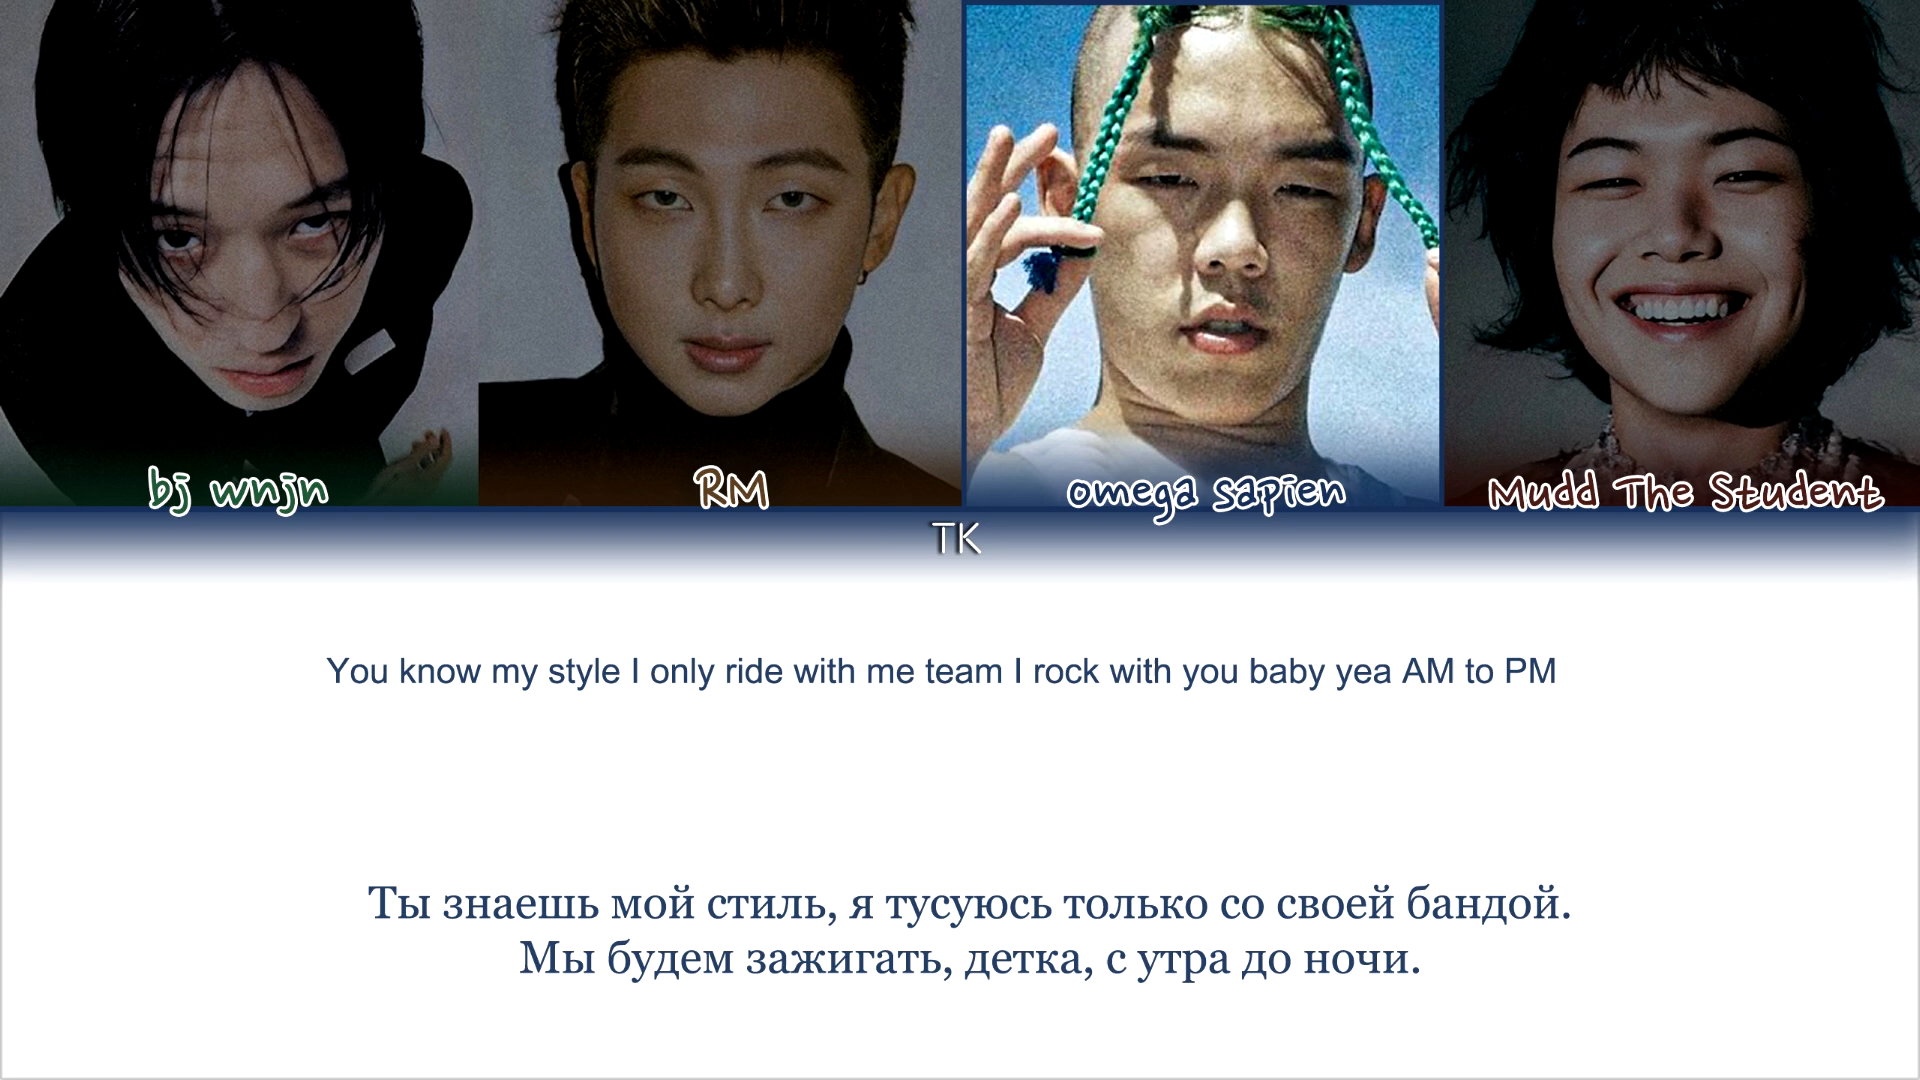 bj wnjn
RM
omega sapien
Mudd The Student
TK
You know my style I only ride with me team I rock with you baby yea AM to PM
Ты знаешь мой стиль, я тусуюсь только со своей бандой.
Мы будем зажигать, детка, с утра до ночи.